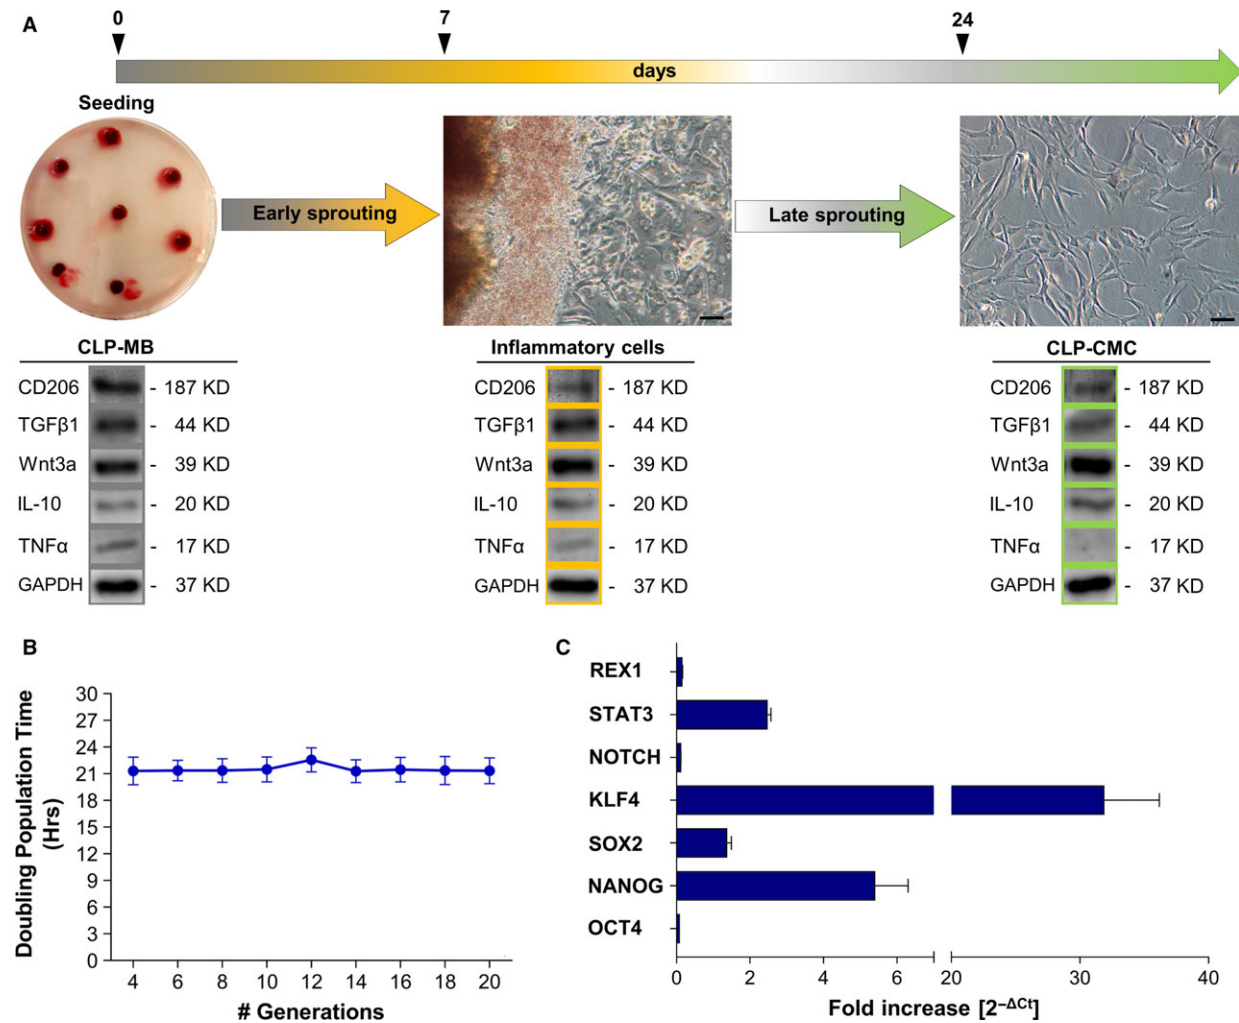 A
0 7 24
days
Seeding
Early sprouting
Late sprouting
CLP-MB
CD206 - 187 KD
TGFβ1 - 44 KD
Wnt3a - 39 KD
IL-10 - 20 KD
TNFα - 17 KD
GAPDH - 37 KD
Inflammatory cells
CD206 - 187 KD
TGFβ1 - 44 KD
Wnt3a - 39 KD
IL-10 - 20 KD
TNFα - 17 KD
GAPDH - 37 KD
CLP-CMC
CD206 - 187 KD
TGFβ1 - 44 KD
Wnt3a - 39 KD
IL-10 - 20 KD
TNFα - 17 KD
GAPDH - 37 KD
B
Doubling Population Time
(Hrs)
30
27
24
21
18
15
12
9
6
3
0
4 6 8 10 12 14 16 18 20
# Generations
C
REX1
STAT3
NOTCH
KLF4
SOX2
NANOG
OCT4
0 2 4 6 20 30 40
Fold increase [2⁻ΔCt]